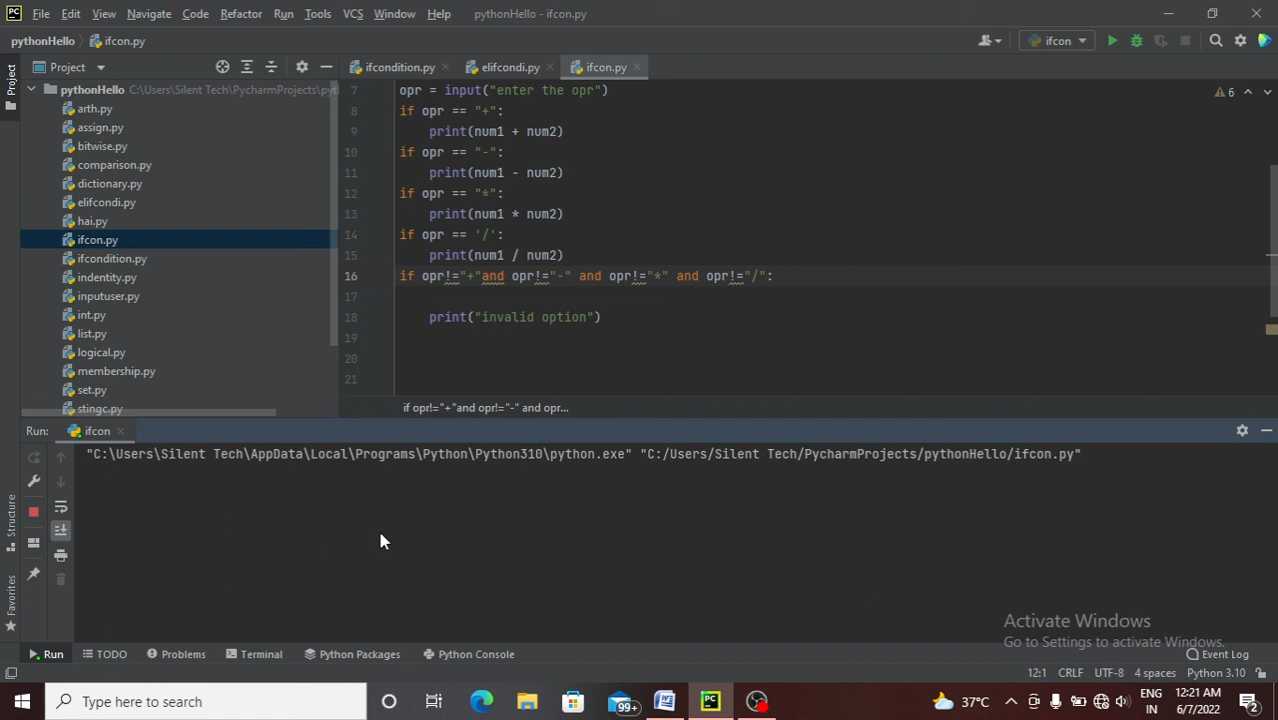 File Edit View Navigate Code Refactor Run Tools VCS Window Help pythonHello - ifcon.py
pythonHello ifcon.py ifcon
Project ifcondition.py elifcondi.py ifcon.py
Project
pythonHello C:\Users\Silent Tech\PycharmProjects\pyt
arth.py
assign.py
bitwise.py
comparison.py
dictionary.py
elifcondi.py
hai.py
ifcon.py
ifcondition.py
indentity.py
inputuser.py
int.py
list.py
logical.py
membership.py
set.py
stingc.py
7 opr = input("enter the opr")
8 if opr == "+":
9 print(num1 + num2)
10 if opr == "-":
11 print(num1 - num2)
12 if opr == "*":
13 print(num1 * num2)
14 if opr == '/':
15 print(num1 / num2)
16 if opr!="+"and opr!="-" and opr!="*" and opr!="/":
17
18 print("invalid option")
19
20
21
6
if opr!="+"and opr!="-" and opr...
Run: ifcon
"C:\Users\Silent Tech\AppData\Local\Programs\Python\Python310\python.exe" "C:/Users/Silent Tech/PycharmProjects/pythonHello/ifcon.py"
Structure
Favorites
Activate Windows
Go to Settings to activate Windows.
Run TODO Problems Terminal Python Packages Python Console Event Log
12:1 CRLF UTF-8 4 spaces Python 3.10
Type here to search 99+ 37°C ENG IN 12:21 AM 6/7/2022 2